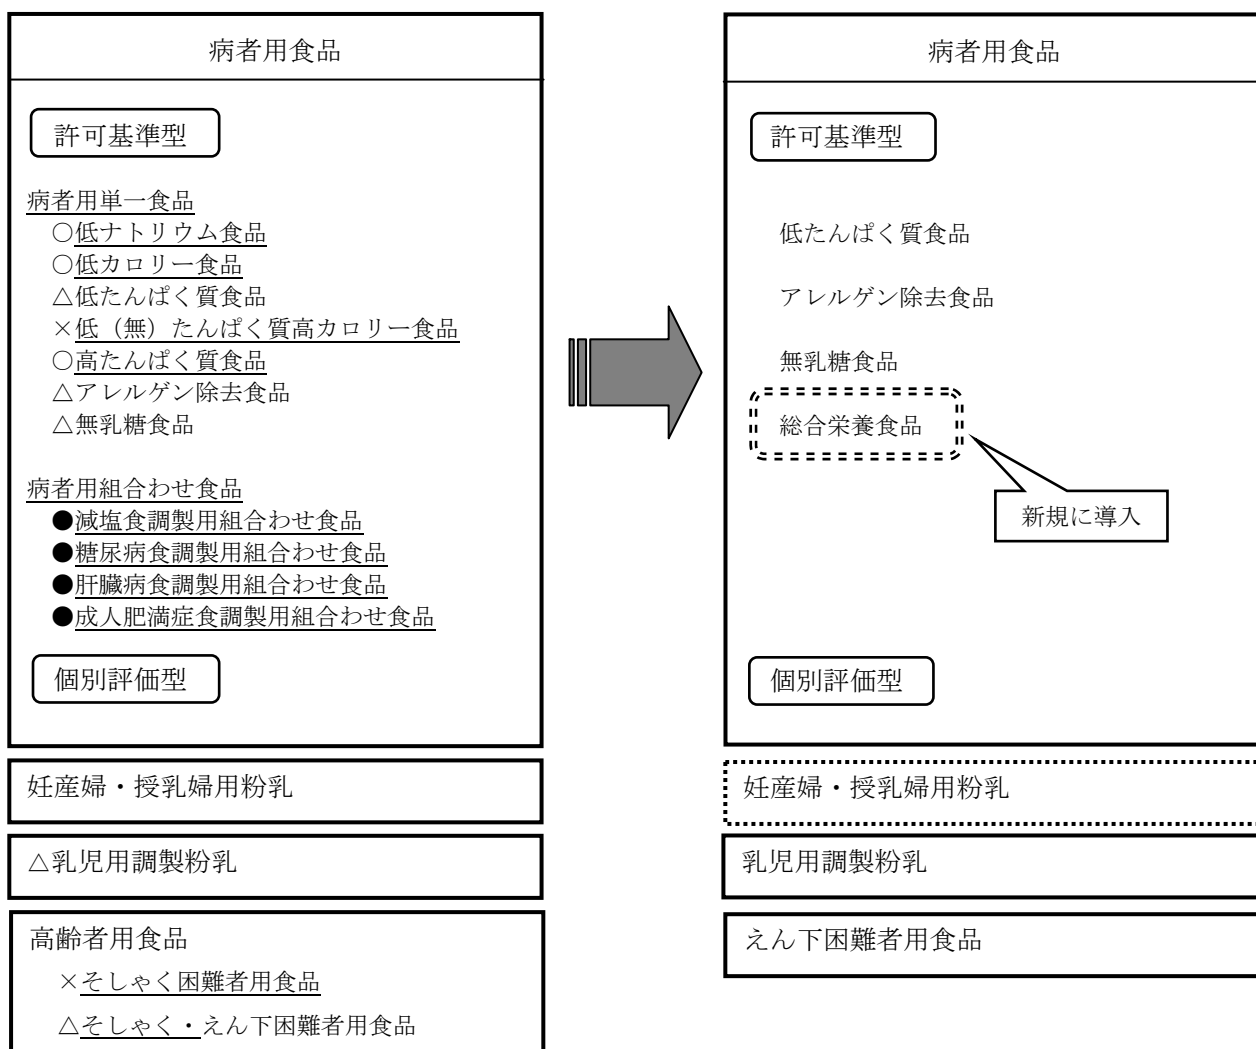 病者用食品
許可基準型
病者用単一食品
○低ナトリウム食品
○低カロリー食品
△低たんぱく質食品
×低（無）たんぱく質高カロリー食品
○高たんぱく質食品
△アレルゲン除去食品
△無乳糖食品
病者用組合わせ食品
●減塩食調製用組合わせ食品
●糖尿病食調製用組合わせ食品
●肝臓病食調製用組合わせ食品
●成人肥満症食調製用組合わせ食品
個別評価型
妊産婦・授乳婦用粉乳
△乳児用調製粉乳
高齢者用食品
×そしゃく困難者用食品
△そしゃく・えん下困難者用食品
病者用食品
許可基準型
低たんぱく質食品
アレルゲン除去食品
無乳糖食品
総合栄養食品
新規に導入
個別評価型
妊産婦・授乳婦用粉乳
乳児用調製粉乳
えん下困難者用食品